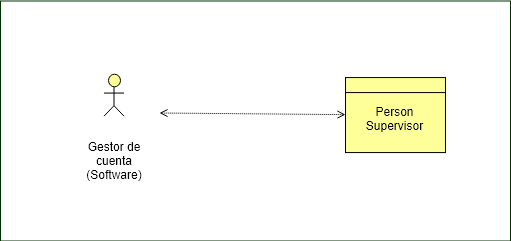 Gestor de
cuenta
(Software)
Person
Supervisor